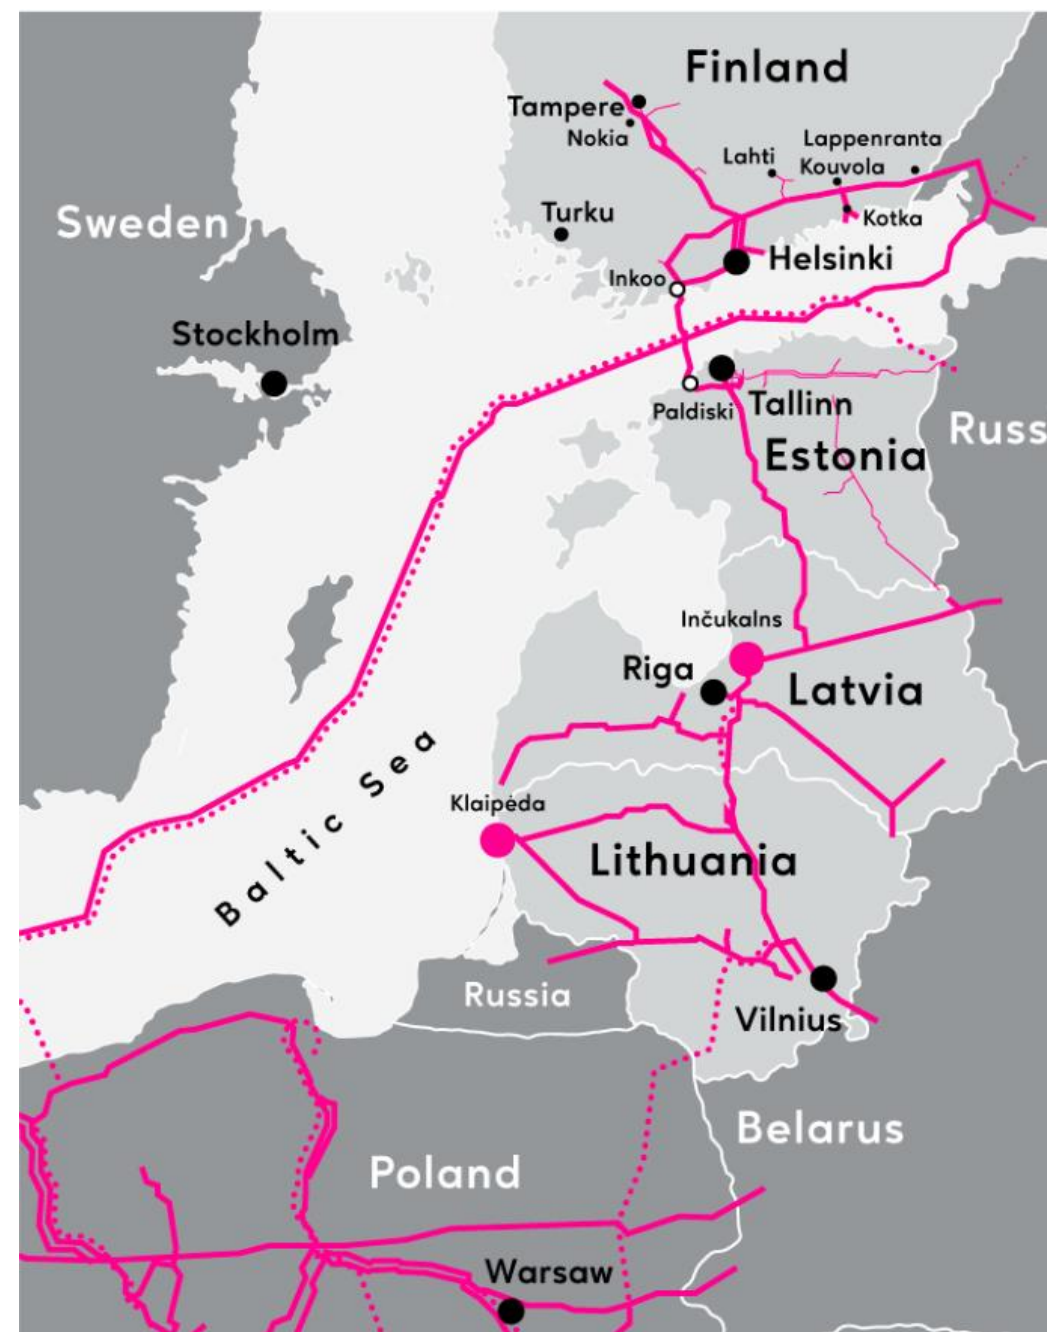 Finland
Tampere
Nokia
Lappenranta
Lahti
Kouvola
Sweden
Turku
Kotka
Helsinki
Inkoo
Stockholm
Paldiski
Tallinn
Russ
Estonia
Inčukalns
Riga
Latvia
Baltic Sea
Klaipėda
Lithuania
Russia
Vilnius
Belarus
Poland
Warsaw